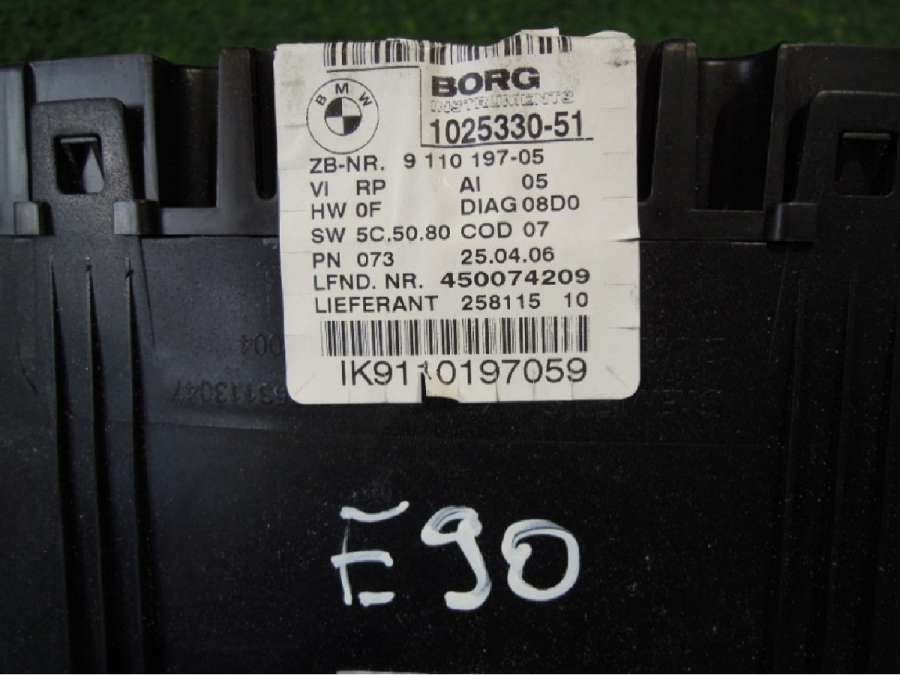 BMW
BORG
INSTRUMENTS
1025330-51
ZB-NR. 9 110 197-05
VI RP AI 05
HW 0F DIAG 08D0
SW 5C.50.80 COD 07
PN 073 25.04.06
LFND. NR. 450074209
LIEFERANT 258115 10
IK9110197059
E90